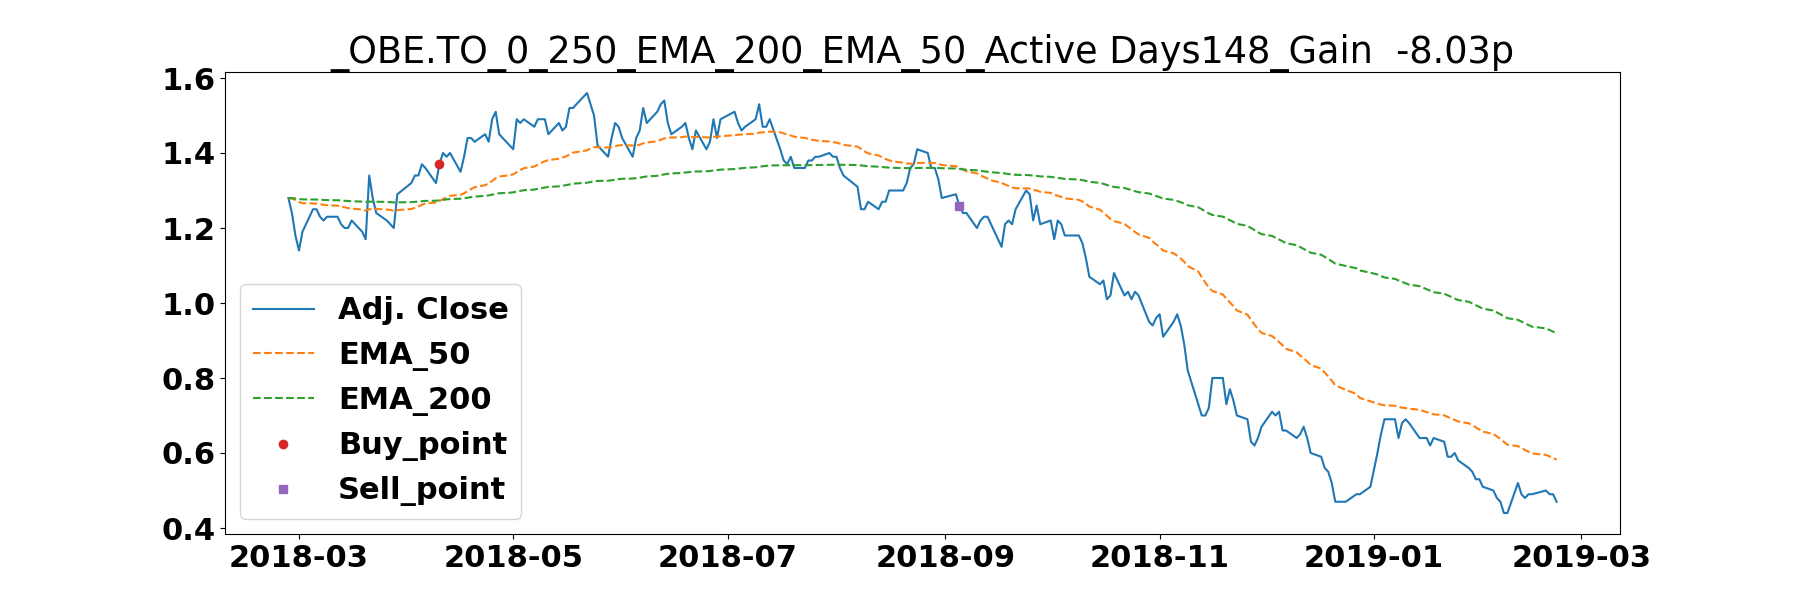 _OBE.TO_0_250_EMA_200_EMA_50_Active Days148_Gain  -8.03p
1.6
1.4
1.2
1.0
0.8
0.6
0.4
Adj. Close
EMA_50
EMA_200
Buy_point
Sell_point
2018-03 2018-05 2018-07 2018-09 2018-11 2019-01 2019-03